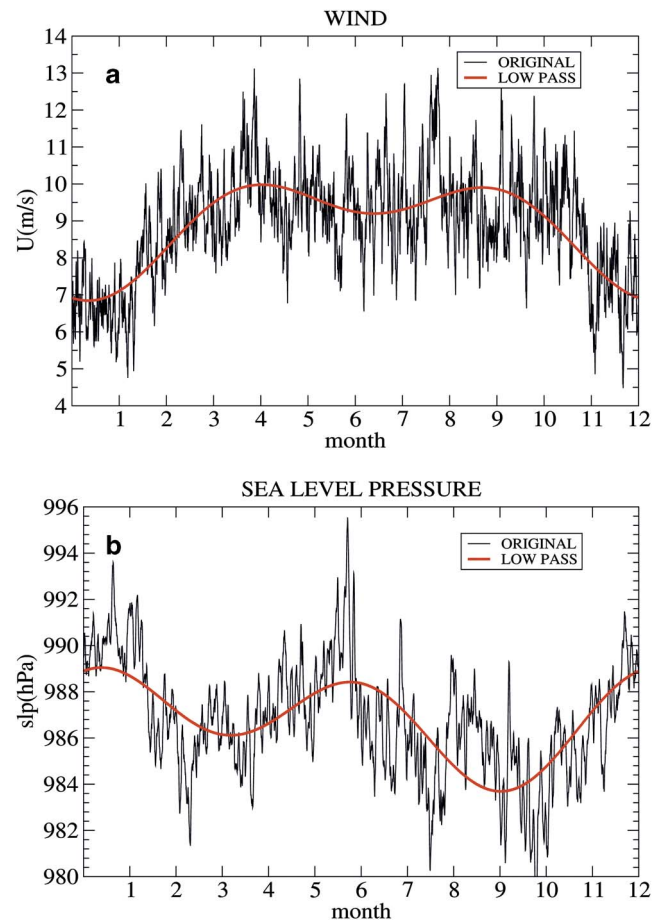 WIND
14
13
12
11
10
9
8
7
6
5
4
U(m/s)
a
ORIGINAL
LOW PASS
1 2 3 4 5 6 7 8 9 10 11 12
month
SEA LEVEL PRESSURE
996
994
992
990
988
986
984
982
980
slp(hPa)
b
ORIGINAL
LOW PASS
1 2 3 4 5 6 7 8 9 10 11 12
month